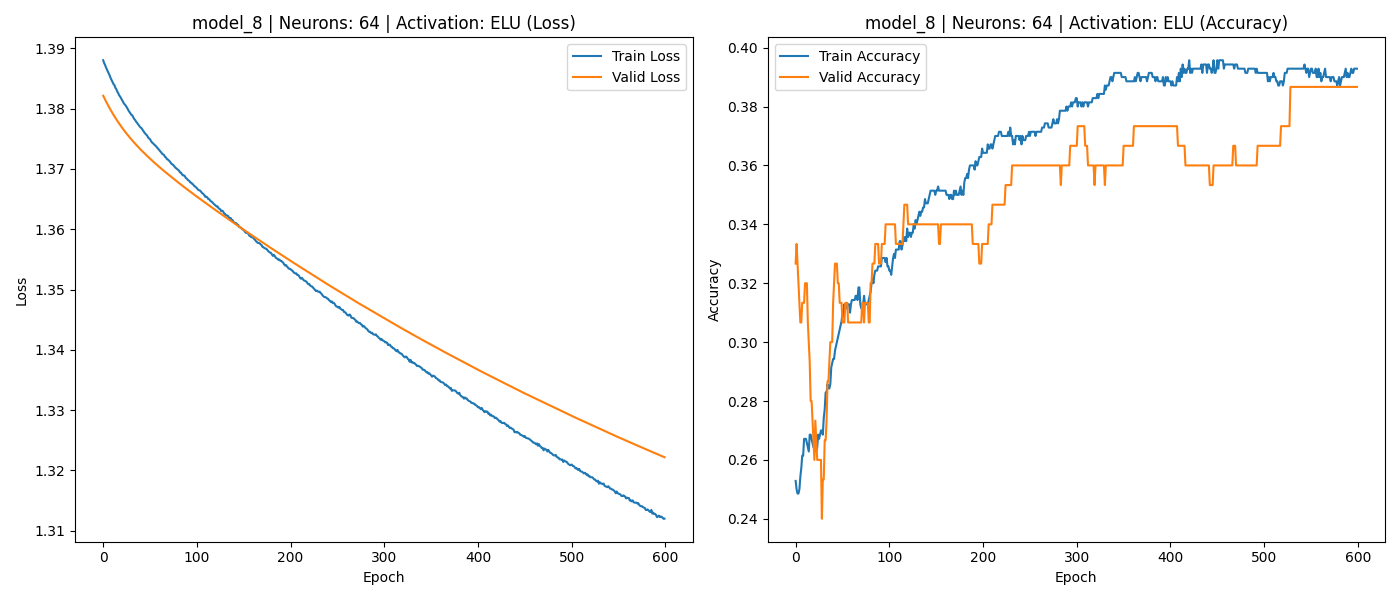 model_8 | Neurons: 64 | Activation: ELU (Loss)
Train Loss
Valid Loss
1.39
1.38
1.37
1.36
1.35
1.34
1.33
1.32
1.31
Loss
0 100 200 300 400 500 600
Epoch
model_8 | Neurons: 64 | Activation: ELU (Accuracy)
Train Accuracy
Valid Accuracy
0.40
0.38
0.36
0.34
0.32
0.30
0.28
0.26
0.24
Accuracy
0 100 200 300 400 500 600
Epoch